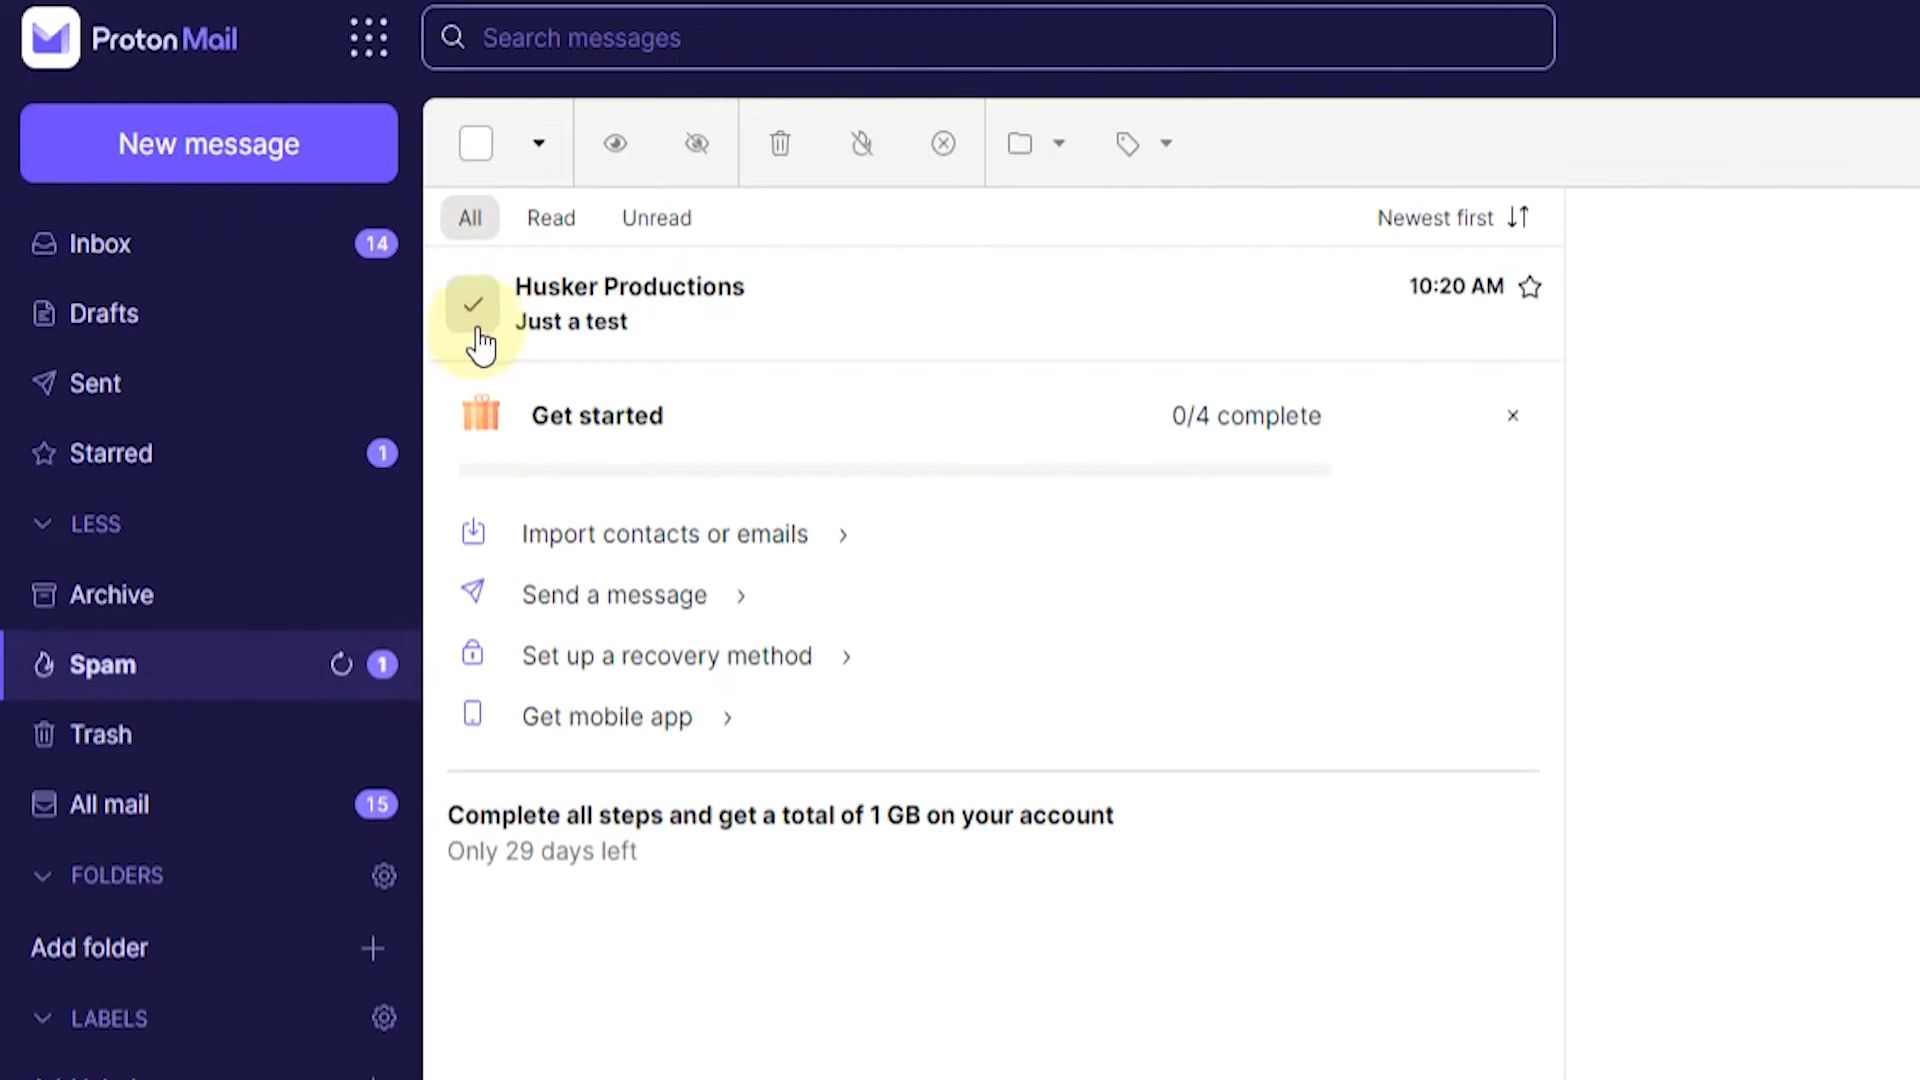 Proton Mail
Search messages
New message
All Read Unread Newest first
Inbox 14
Husker Productions 10:20 AM
Just a test
Drafts
Sent
Get started 0/4 complete
Starred 1
LESS
Import contacts or emails
Archive
Send a message
Spam 1
Set up a recovery method
Trash
Get mobile app
All mail 15
Complete all steps and get a total of 1 GB on your account
Only 29 days left
FOLDERS
Add folder
LABELS